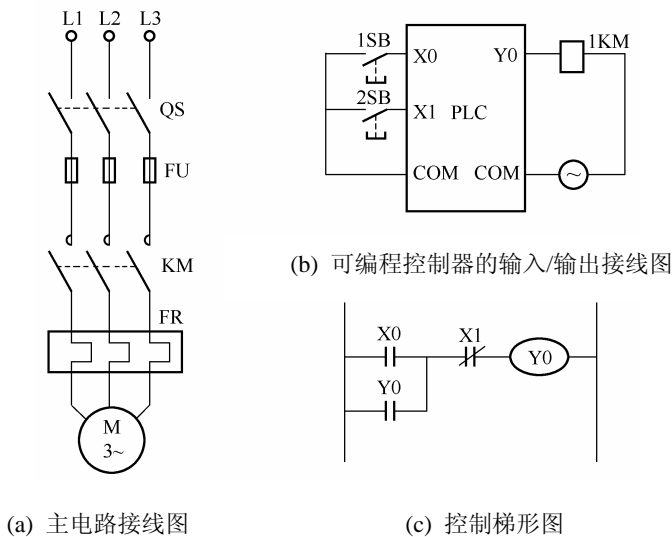 L1 L2 L3
QS
FU
KM
FR
M
3~
(a) 主电路接线图
1SB
X0
Y0
1KM
2SB
X1
PLC
COM
COM
~
(b) 可编程控制器的输入/输出接线图
X0
X1
Y0
Y0
(c) 控制梯形图